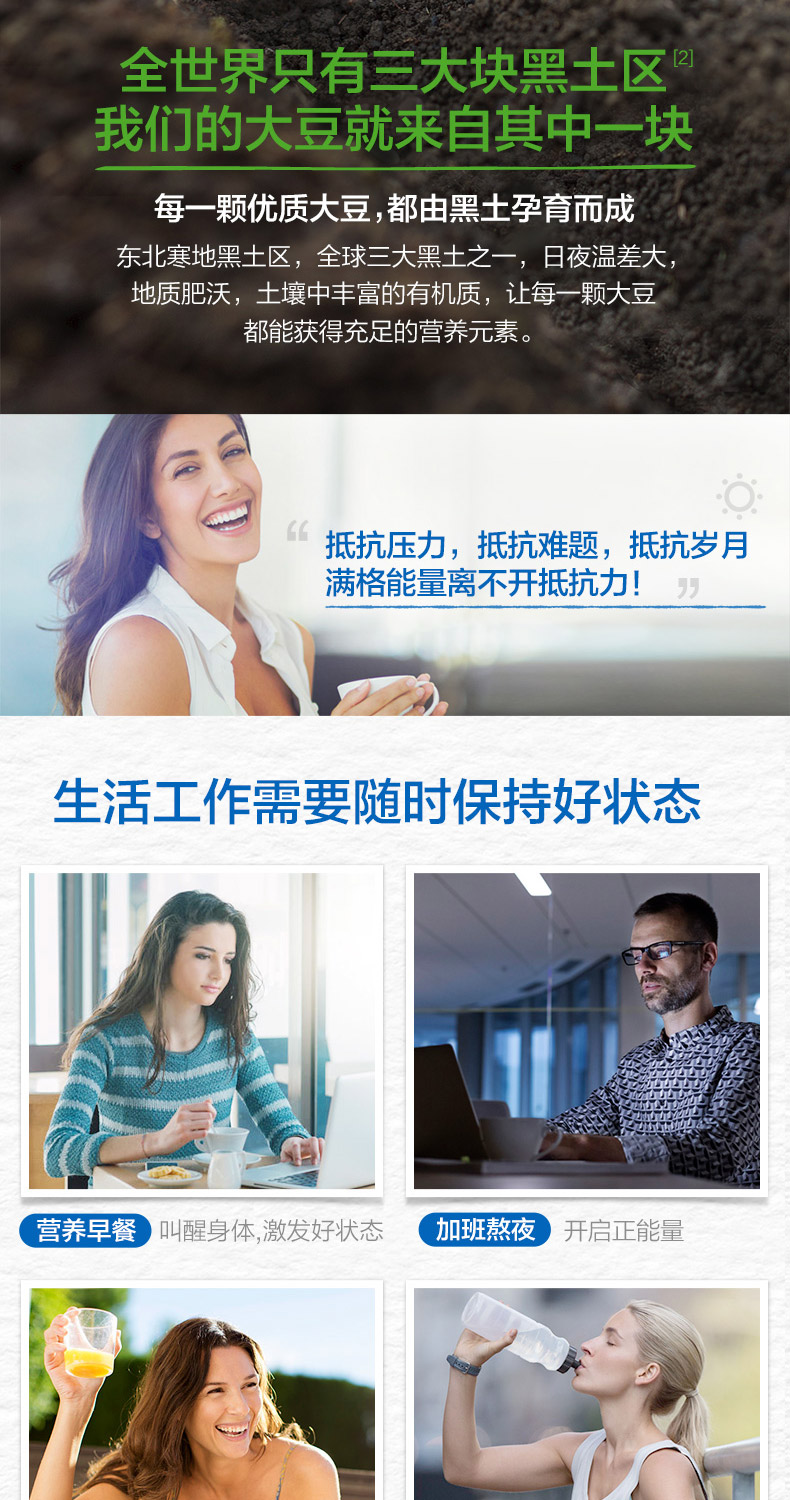 全世界只有三大块黑土区[2]
我们的大豆就来自其中一块
每一颗优质大豆,都由黑土孕育而成
东北寒地黑土区，全球三大黑土之一，日夜温差大，
地质肥沃，土壤中丰富的有机质，让每一颗大豆
都能获得充足的营养元素。
“抵抗压力，抵抗难题，抵抗岁月
满格能量离不开抵抗力！”
生活工作需要随时保持好状态
营养早餐 叫醒身体,激发好状态
加班熬夜 开启正能量